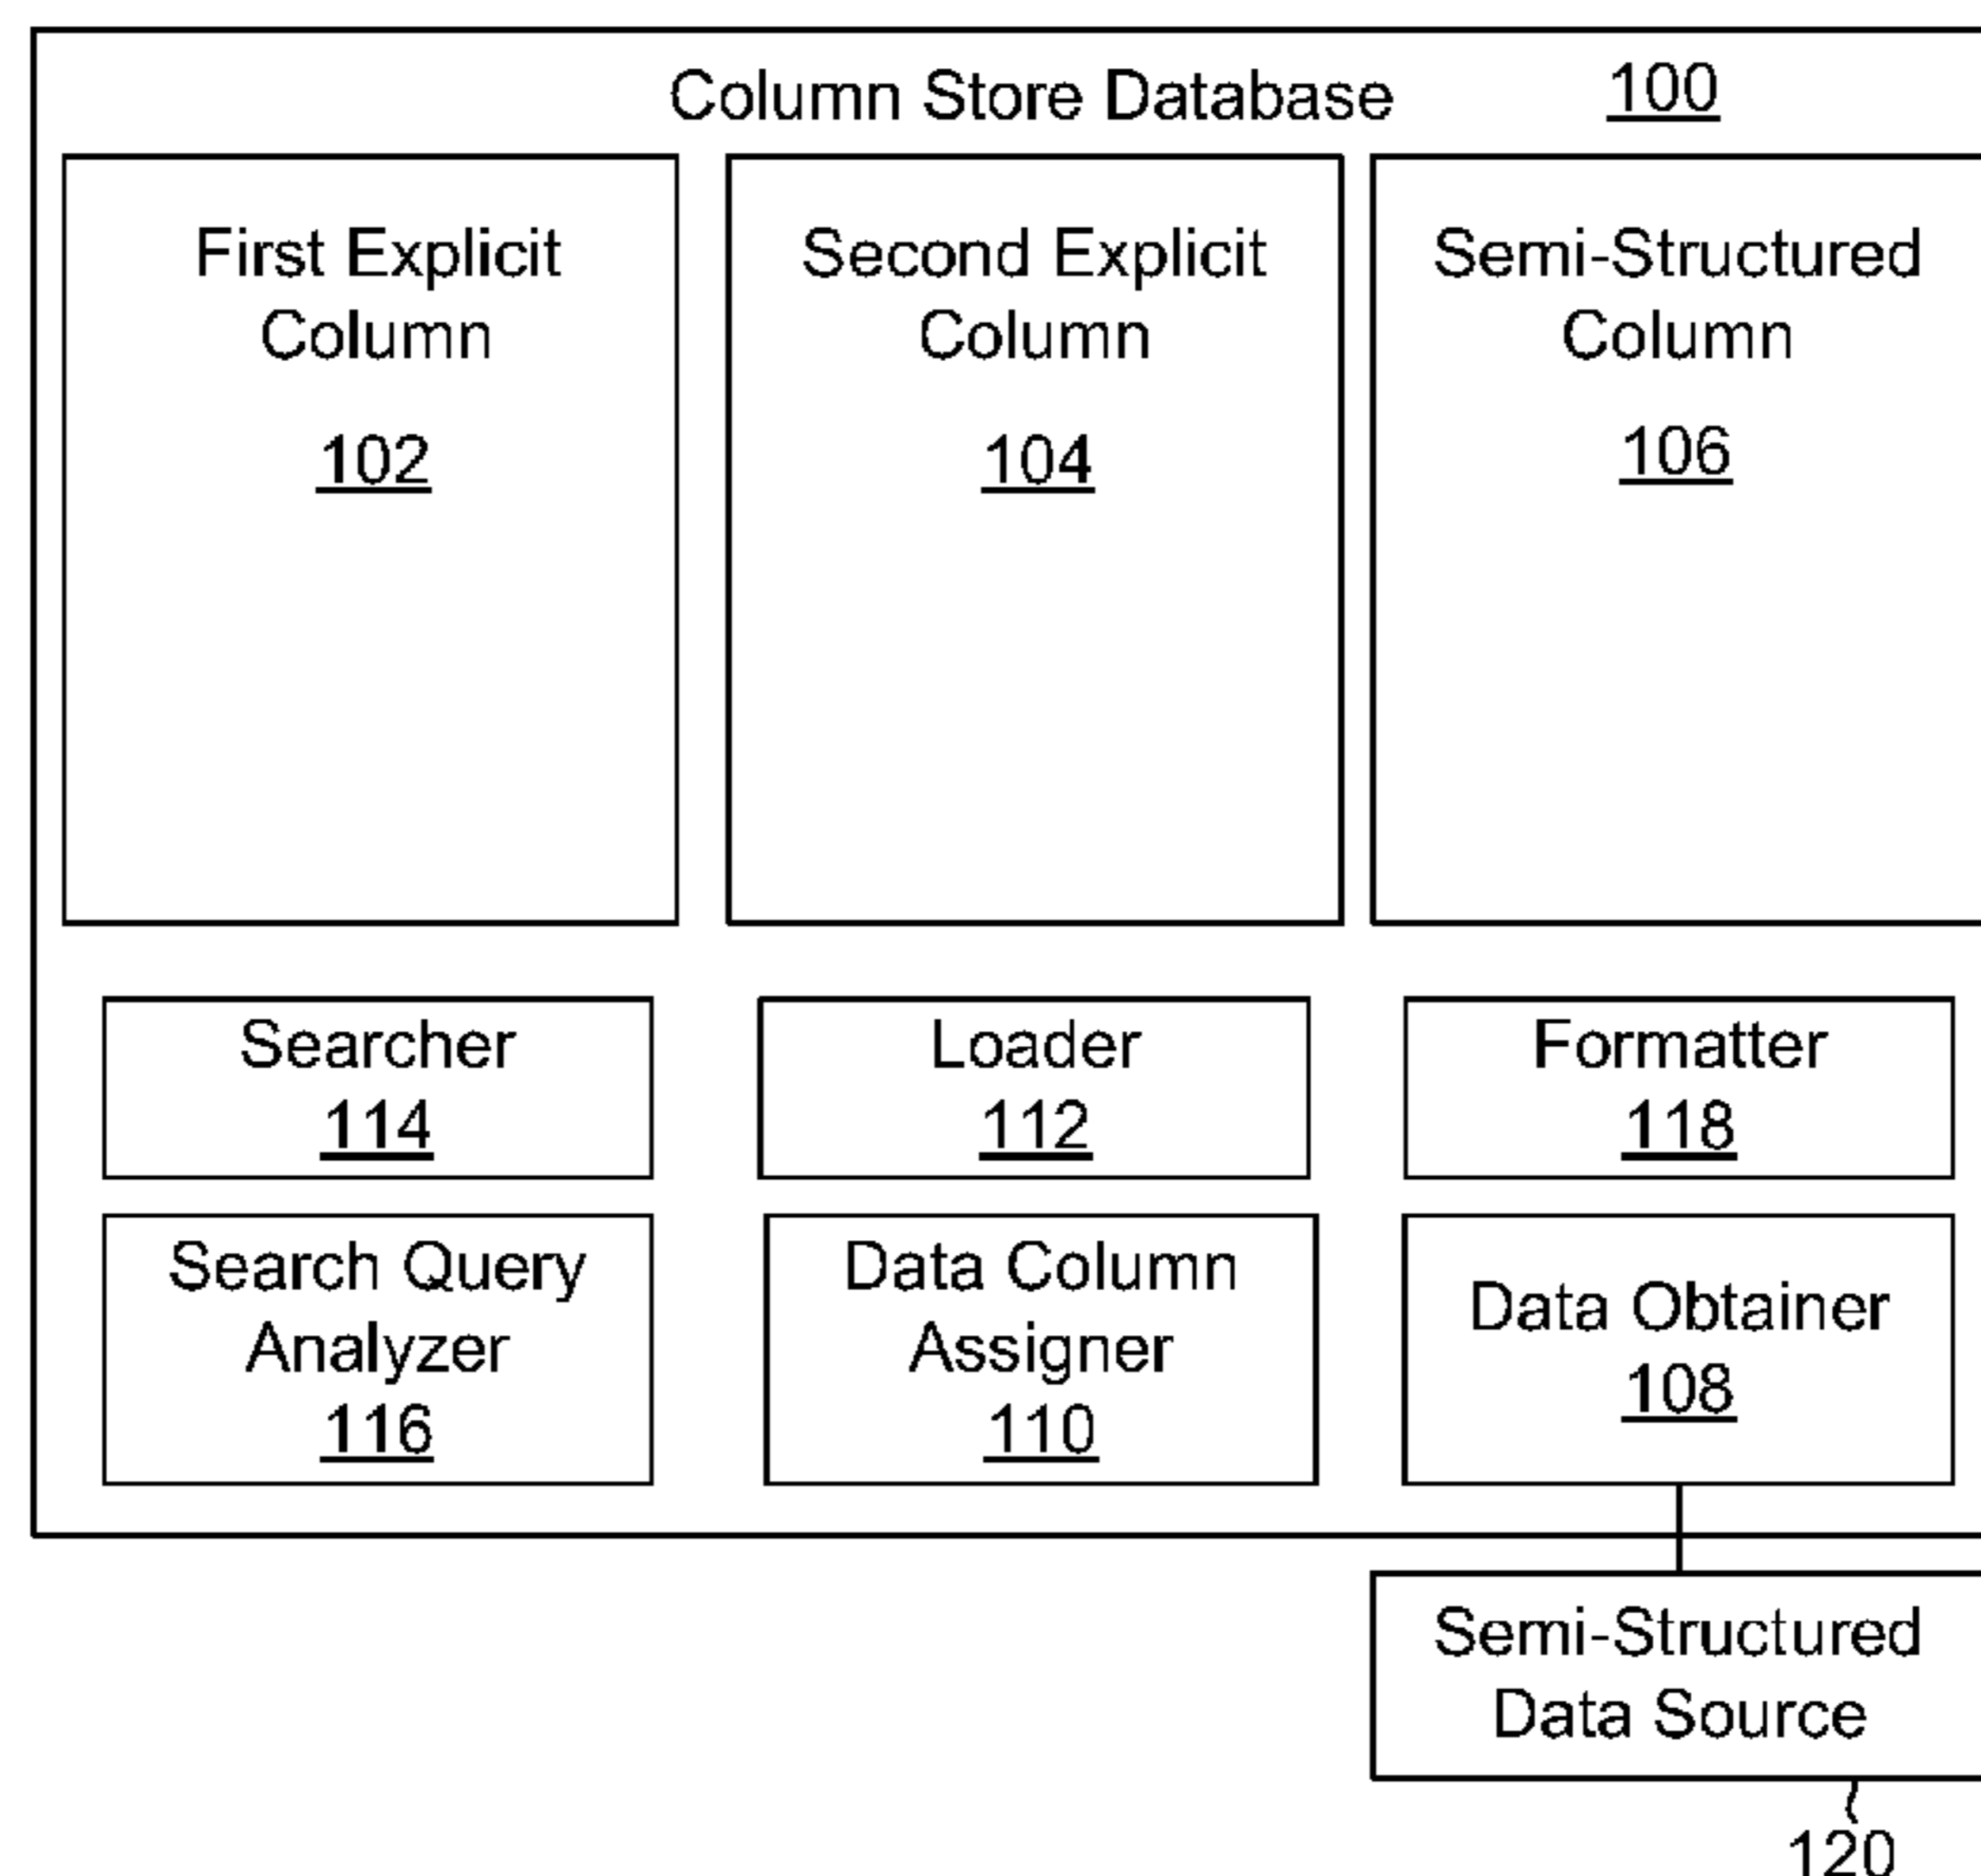 Column Store Database 100
First Explicit
Column
102
Second Explicit
Column
104
Semi-Structured
Column
106
Searcher
114
Loader
112
Formatter
118
Search Query
Analyzer
116
Data Column
Assigner
110
Data Obtainer
108
Semi-Structured
Data Source
120